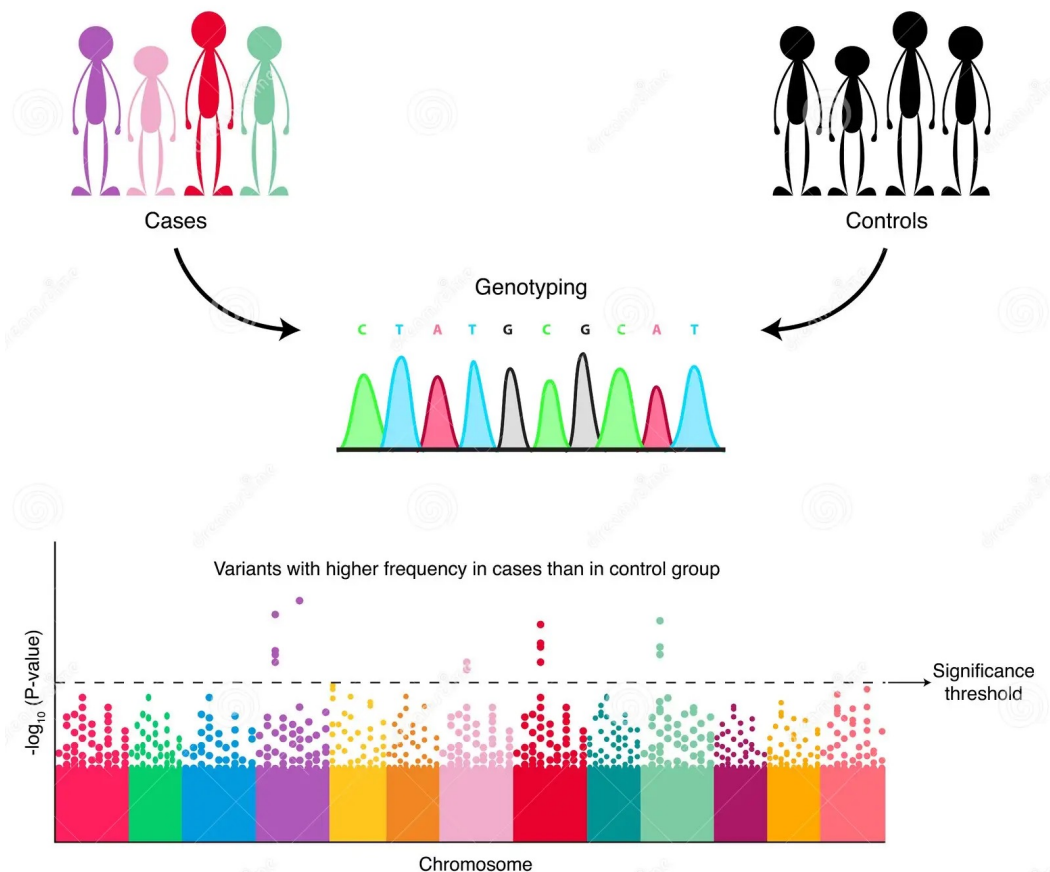 Cases
Controls
Genotyping
C T A T G C G C A T
Variants with higher frequency in cases than in control group
-log10 (P-value)
Significance
threshold
Chromosome